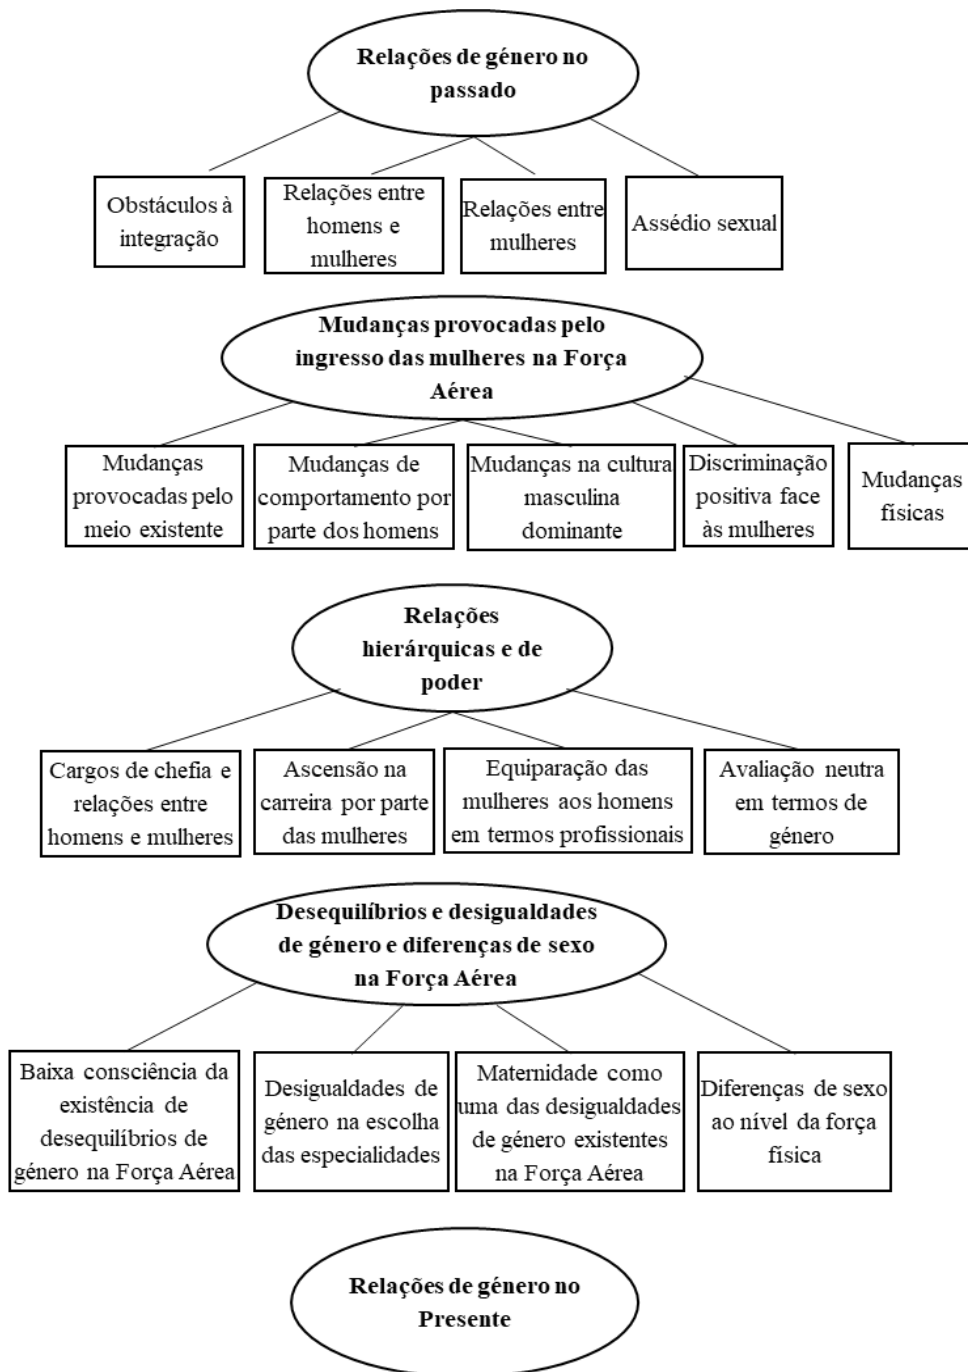 Relações de género no
passado
Obstáculos à
integração
Relações entre
homens e
mulheres
Relações entre
mulheres
Assédio sexual
Mudanças provocadas pelo
ingresso das mulheres na Força
Aérea
Mudanças
provocadas pelo
meio existente
Mudanças de
comportamento por
parte dos homens
Mudanças na cultura
masculina
dominante
Discriminação
positiva face
às mulheres
Mudanças
físicas
Relações
hierárquicas e de
poder
Cargos de chefia e
relações entre
homens e mulheres
Ascensão na
carreira por parte
das mulheres
Equiparação das
mulheres aos homens
em termos profissionais
Avaliação neutra
em termos de
género
Desequilíbrios e desigualdades
de género e diferenças de sexo
na Força Aérea
Baixa consciência da
existência de
desequilíbrios de
género na Força Aérea
Desigualdades de
género na escolha
das especialidades
Maternidade como
uma das desigualdades
de género existentes
na Força Aérea
Diferenças de sexo
ao nível da força
física
Relações de género no
Presente